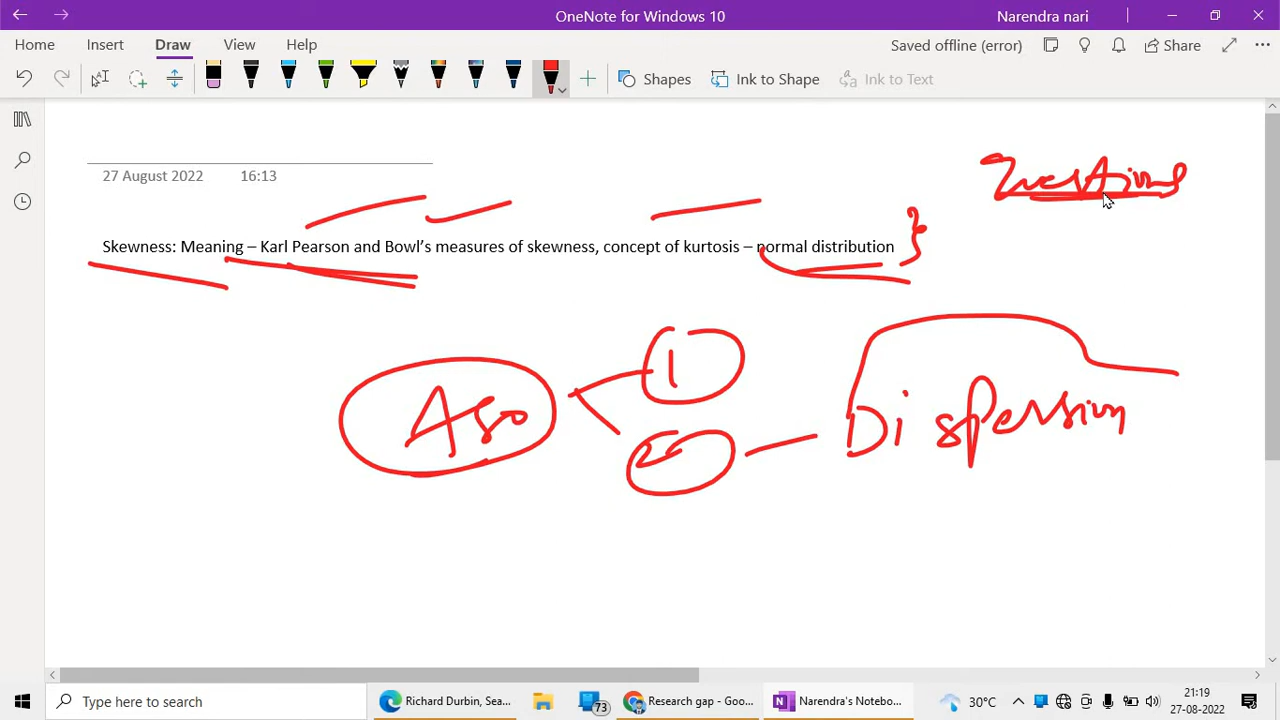 OneNote for Windows 10
Narendra nari
Home Insert Draw View Help
Saved offline (error)
Share
Shapes
Ink to Shape
Ink to Text
Questions
27 August 2022 16:13
Skewness: Meaning – Karl Pearson and Bowl's measures of skewness, concept of kurtosis – normal distribution
1
Aso
Dispersion
Type here to search
Richard Durbin, Sea...
73
Research gap - Goo...
Narendra's Notebo...
30°C
21:19
27-08-2022